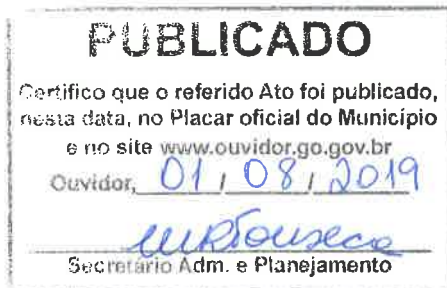 PUBLICADO
Certifico que o referido Ato foi publicado,
nesta data, no Placar oficial do Município
e no site www.ouvidor.go.gov.br
Ouvidor, 01 / 08 / 2019
Secretário Adm. e Planejamento